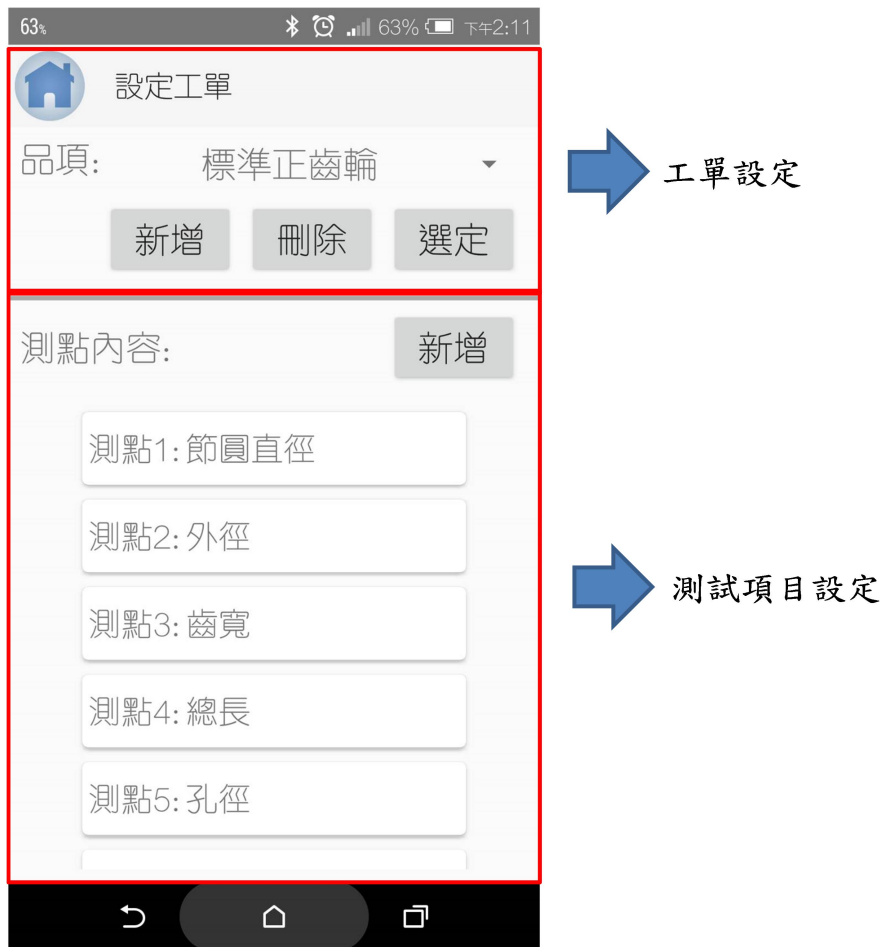 63%
63% 下午2:11
設定工單
品項: 標準正齒輪
新增 刪除 選定
工單設定
測點內容: 新增
測點1:節圓直徑
測點2:外徑
測點3:齒寬
測點4:總長
測點5:孔徑
測試項目設定